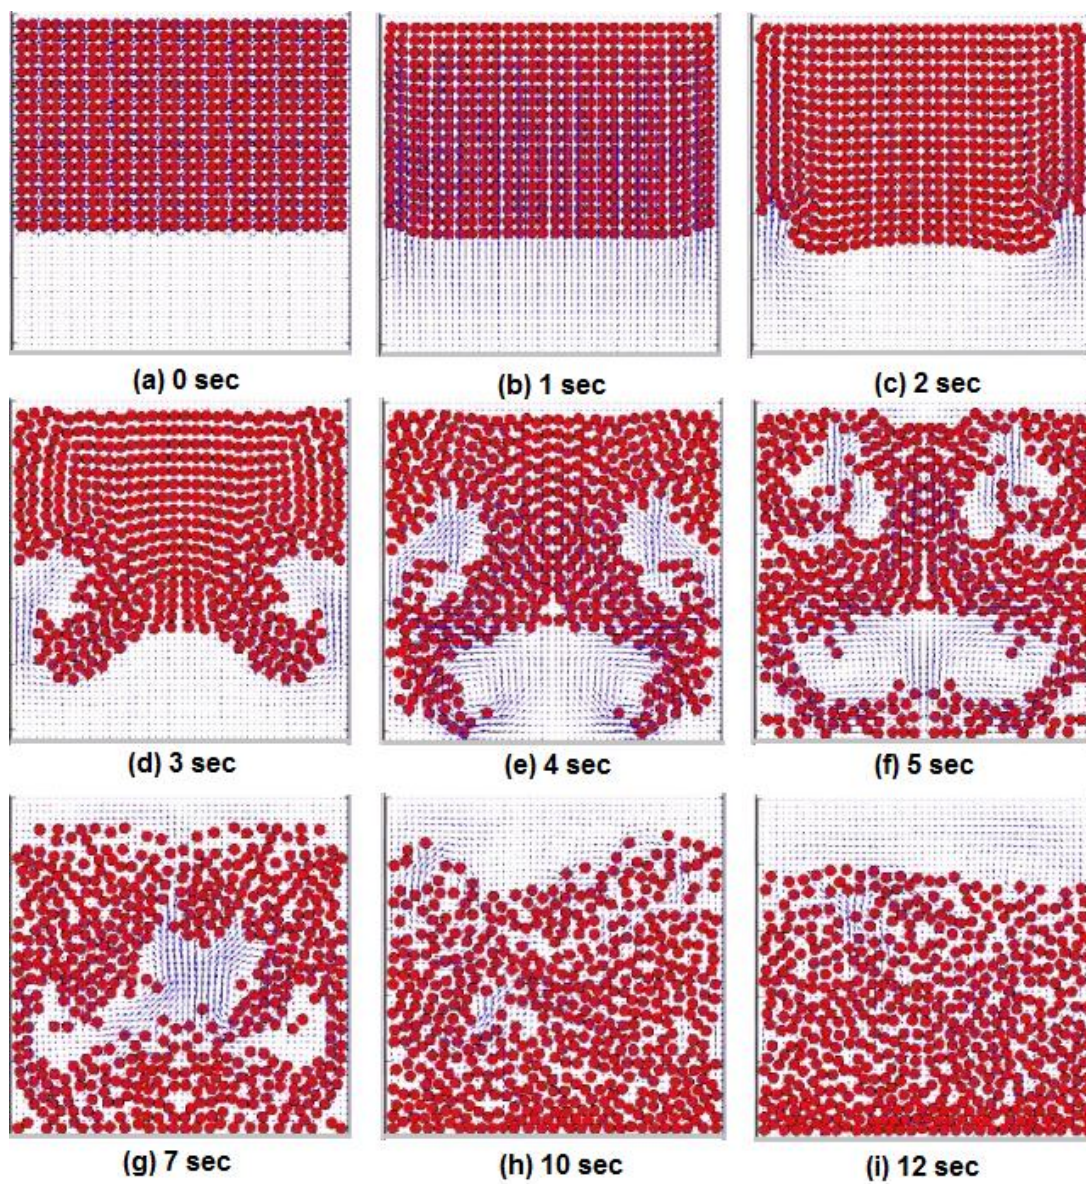 (a) 0 sec
(b) 1 sec
(c) 2 sec
(d) 3 sec
(e) 4 sec
(f) 5 sec
(g) 7 sec
(h) 10 sec
(i) 12 sec